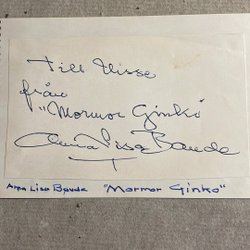 Till Nisse
från
"Mormor Ginko"
Anna Lisa Baude
Anna Lisa Baude "Mormor Ginko"